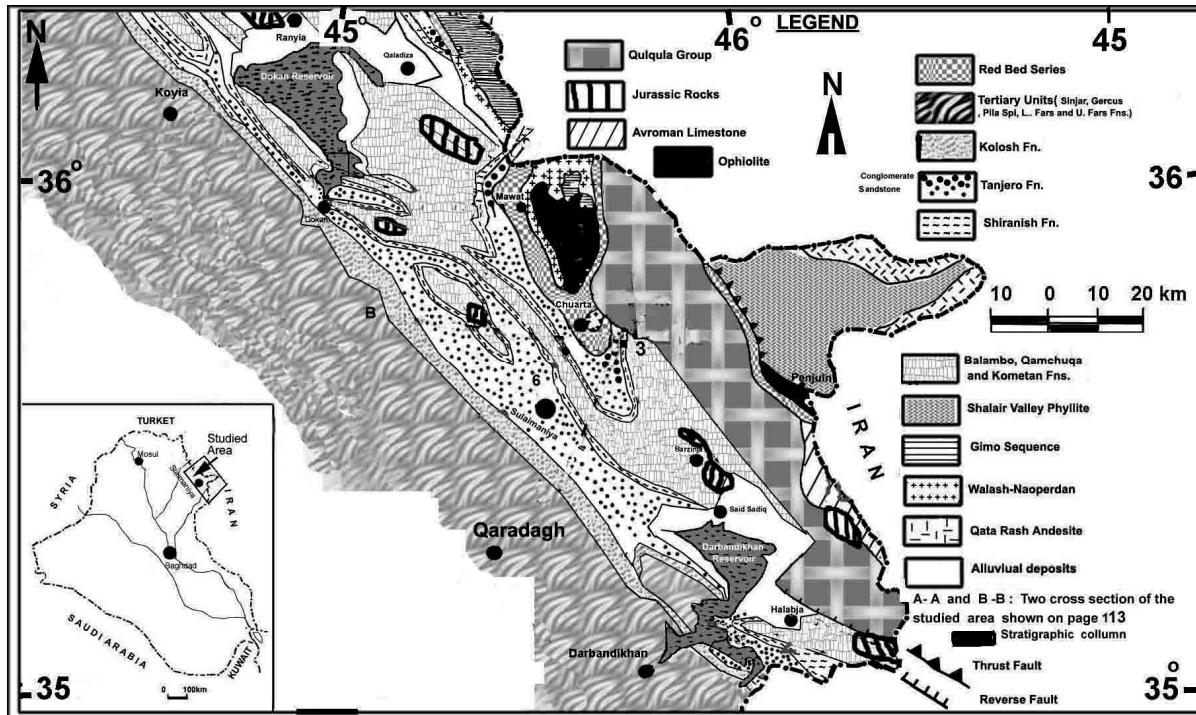 N
45
o
46
o
LEGEND
45
Ranyia
Qaladiza
Dokan Reservoir
Koyia
36
o
Dokan
Mawat
Chuarta
B
3
6
Sulaimaniya
Barzinja
Said Sadiq
Qaradagh
Darbandikhan
Reservoir
Halabja
Darbandikhan
Penjuin
IRAN
35
Qulqula Group
Jurassic Rocks
Avroman Limestone
Ophiolite
N
Red Bed Series
Tertiary Units( Sinjar, Gercus
, Pila Spi, L.. Fars and U. Fars Fns.)
Kolosh Fn.
Conglomerate
Sandstone
Tanjero Fn.
Shiranish Fn.
36
10 0 10 20 km
Balambo, Qamchuqa
and Kometan Fns.
Shalair Valley Phyllite
Gimo Sequence
Walash-Naoperdan
Qata Rash Andesite
Alluvlual deposits
A- A and B -B : Two cross section of the
studied area shown on page 113
Stratigraphic collumn
Thrust Fault
Reverse Fault
35
o
TURKET
Studied
Area
Mosul
Sulaimaniya
IRAN
SYRIA
Baghdad
SAUDI ARABIA
KUWAIT
0 100km